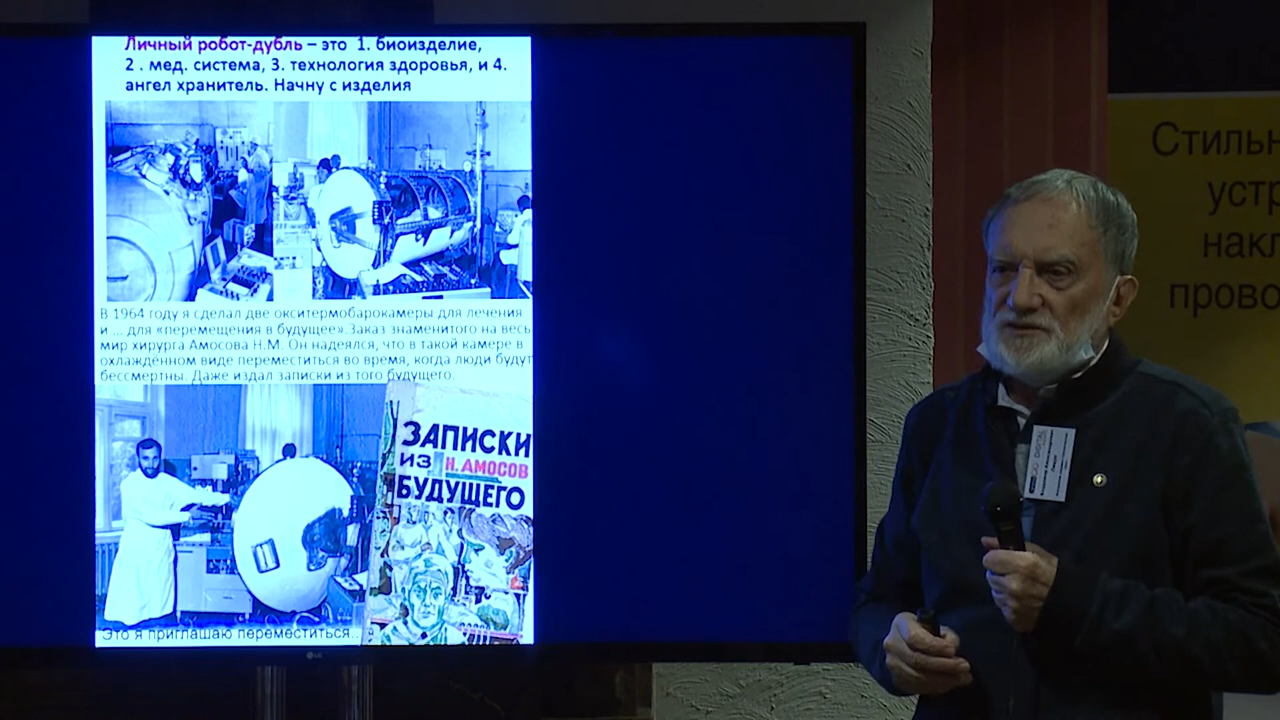 Личный робот-дубль – это 1. биоизделие,
2 . мед. система, 3. технология здоровья, и 4.
ангел хранитель. Начну с изделия
В 1964 году я сделал две окситермобарокамеры для лечения
и ... для «перемещения в будущее».Заказ знаменитого на весь
мир хирурга Амосова Н.М. Он надеялся, что в такой камере в
охлаждённом виде переместиться во время, когда люди будут
бессмертны. Даже издал записки из того будущего.
ЗАПИСКИ
ИЗ Н. АМОСОВ
БУДУЩЕГО
Это я приглашаю переместиться..
LG
Стильн
устр
накл
прово